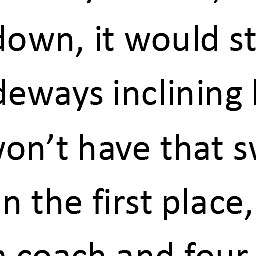 down, it would st
deways inclining
won't have that sw
n the first place,
coach and four